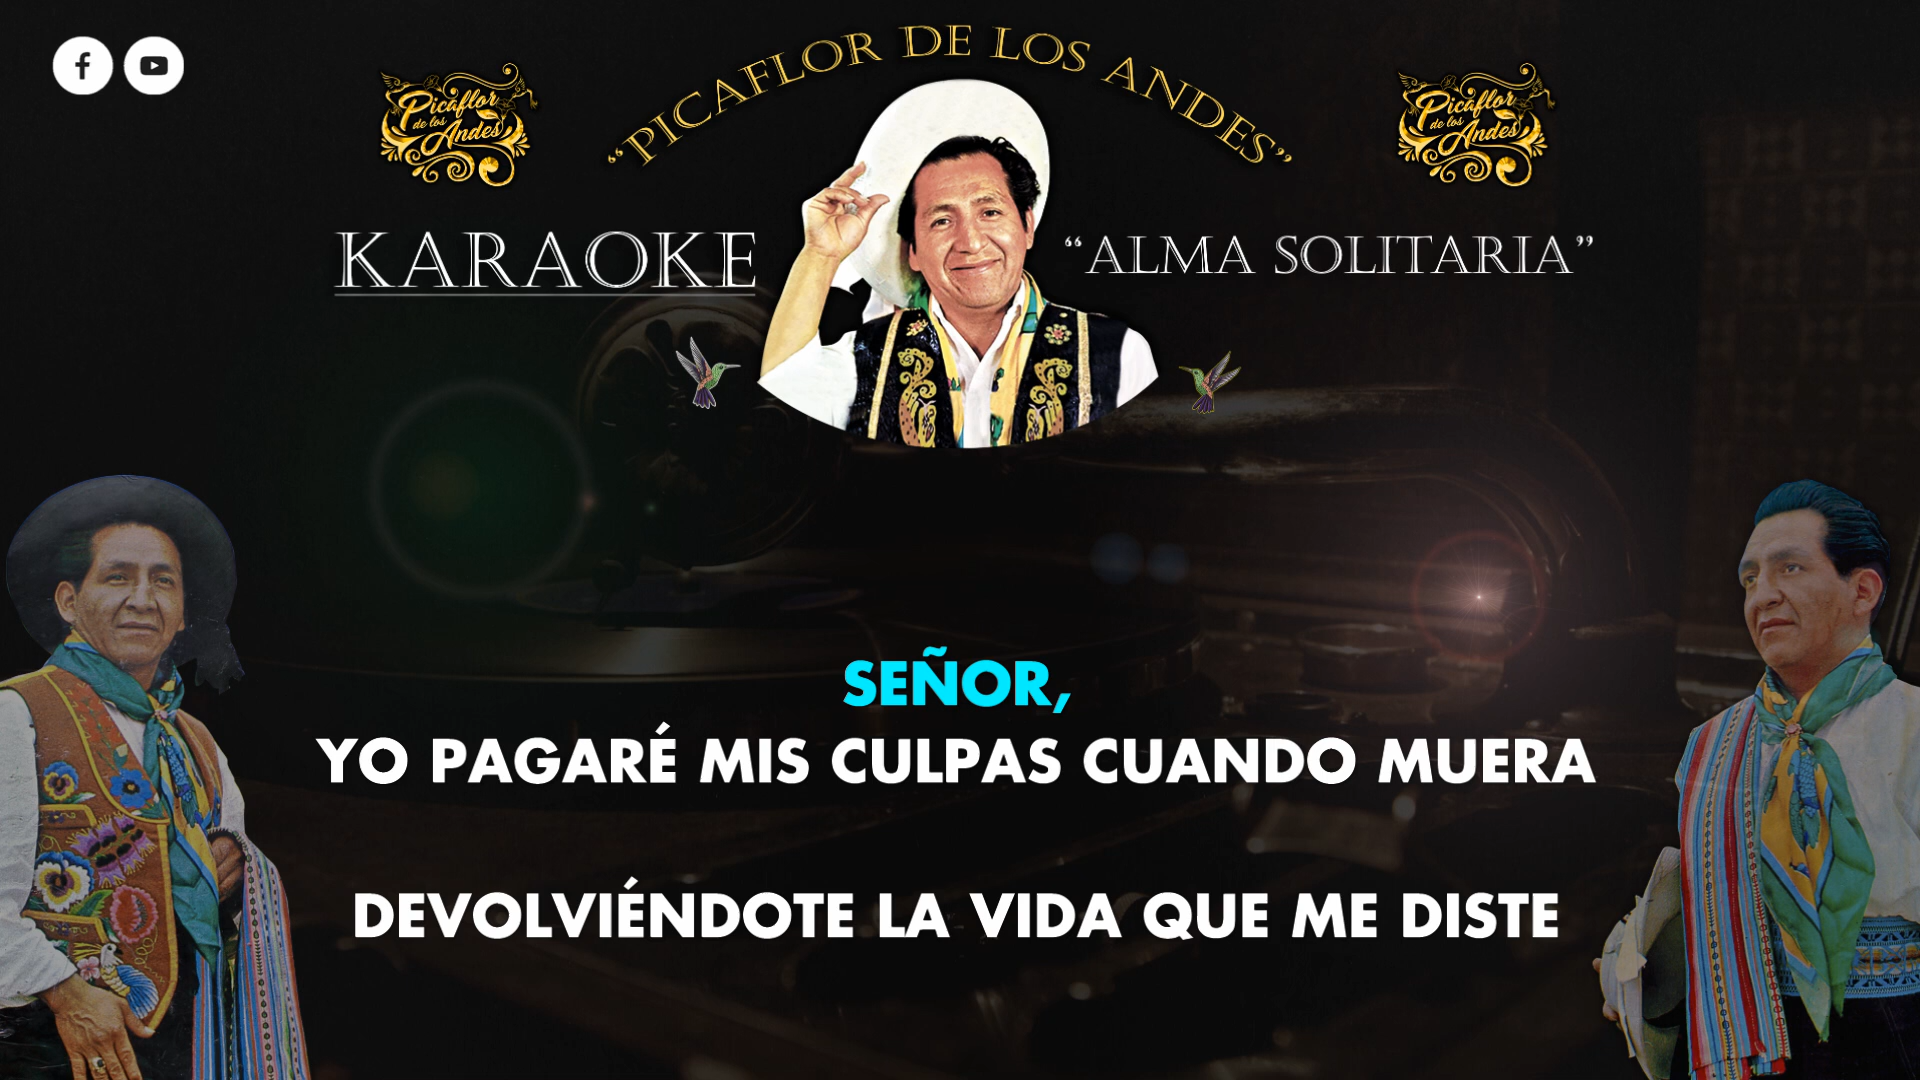 "PICAFLOR DE LOS ANDES"
Picaflor
de los
Andes
Picaflor
de los
Andes
KARAOKE
"ALMA SOLITARIA"
SEÑOR,
YO PAGARÉ MIS CULPAS CUANDO MUERA
DEVOLVIÉNDOTE LA VIDA QUE ME DISTE